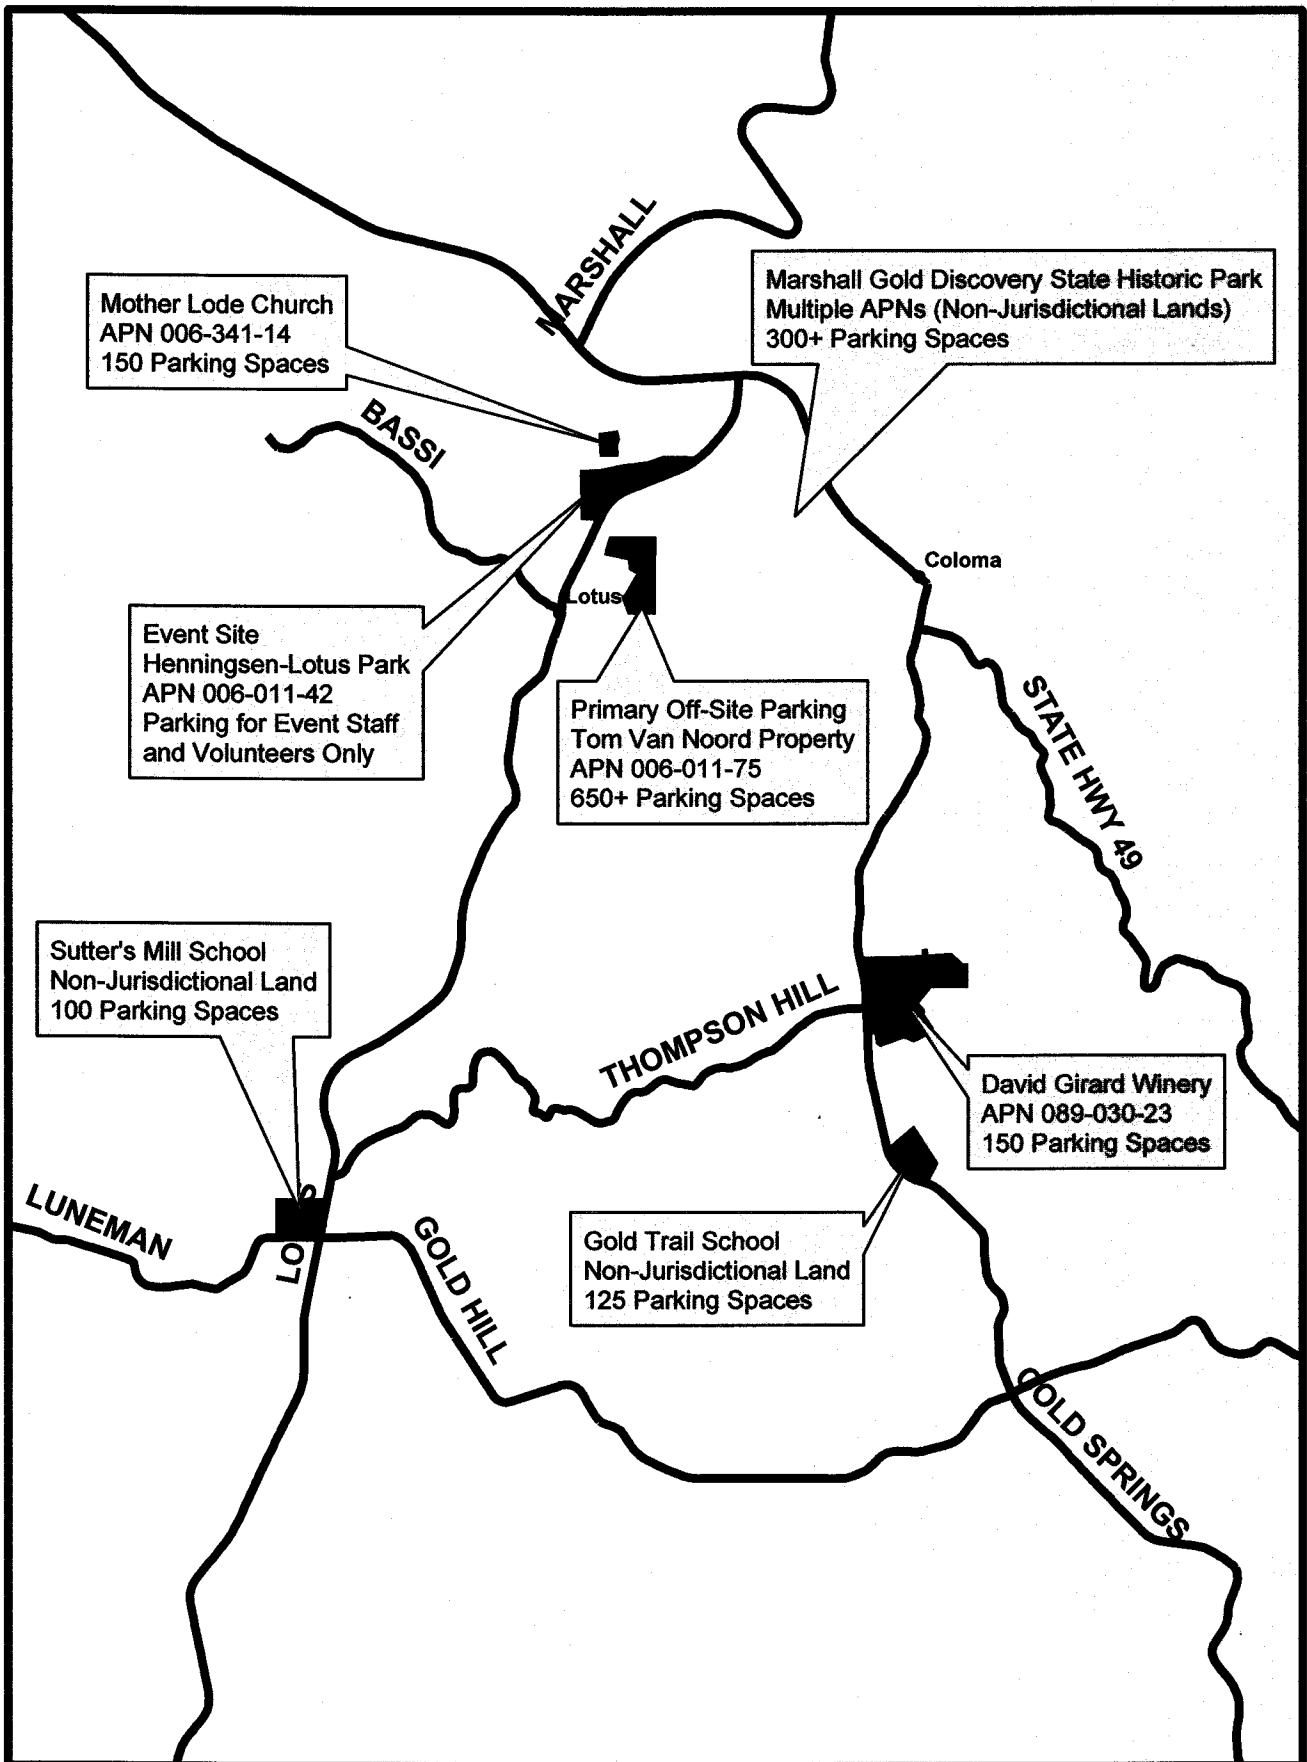 MARSHALL
Marshall Gold Discovery State Historic Park
Multiple APNs (Non-Jurisdictional Lands)
300+ Parking Spaces
Mother Lode Church
APN 006-341-14
150 Parking Spaces
BASSI
Coloma
Lotus
Event Site
Henningsen-Lotus Park
APN 006-011-42
Parking for Event Staff
and Volunteers Only
Primary Off-Site Parking
Tom Van Noord Property
APN 006-011-75
650+ Parking Spaces
STATE HWY 49
Sutter's Mill School
Non-Jurisdictional Land
100 Parking Spaces
THOMPSON HILL
David Girard Winery
APN 089-030-23
150 Parking Spaces
LUNEMAN
GOLD HILL
Gold Trail School
Non-Jurisdictional Land
125 Parking Spaces
COLD SPRINGS